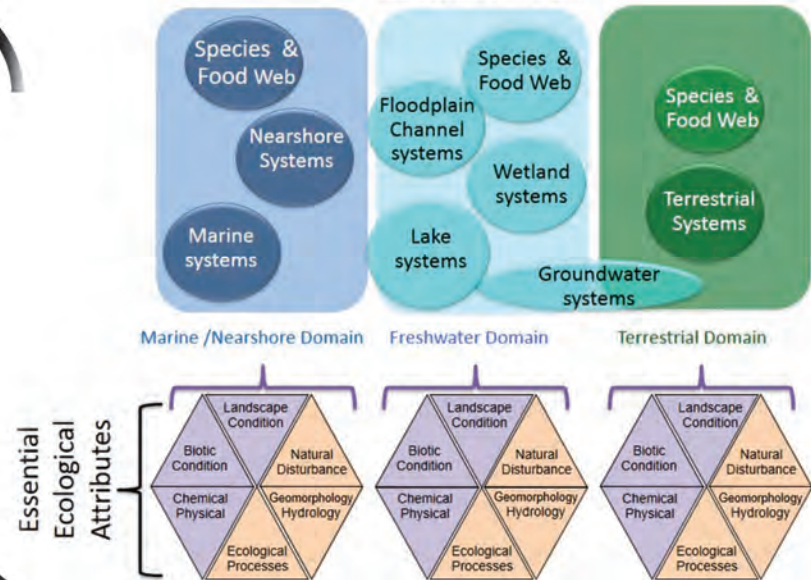 Species &
Food Web
Nearshore
Systems
Marine
systems
Species &
Food Web
Floodplain
Channel
systems
Wetland
systems
Lake
systems
Groundwater
systems
Species &
Food Web
Terrestrial
Systems
Marine /Nearshore Domain
Freshwater Domain
Terrestrial Domain
Essential
Ecological
Attributes
Landscape
Condition
Biotic
Condition
Natural
Disturbance
Chemical
Physical
Geomorphology
Hydrology
Ecological
Processes
Landscape
Condition
Biotic
Condition
Natural
Disturbance
Chemical
Physical
Geomorphology
Hydrology
Ecological
Processes
Landscape
Condition
Biotic
Condition
Natural
Disturbance
Chemical
Physical
Geomorphology
Hydrology
Ecological
Processes